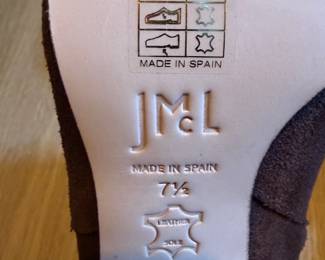 MADE IN SPAIN
JMcL
MADE IN SPAIN
7½
LEATHER
SOLE